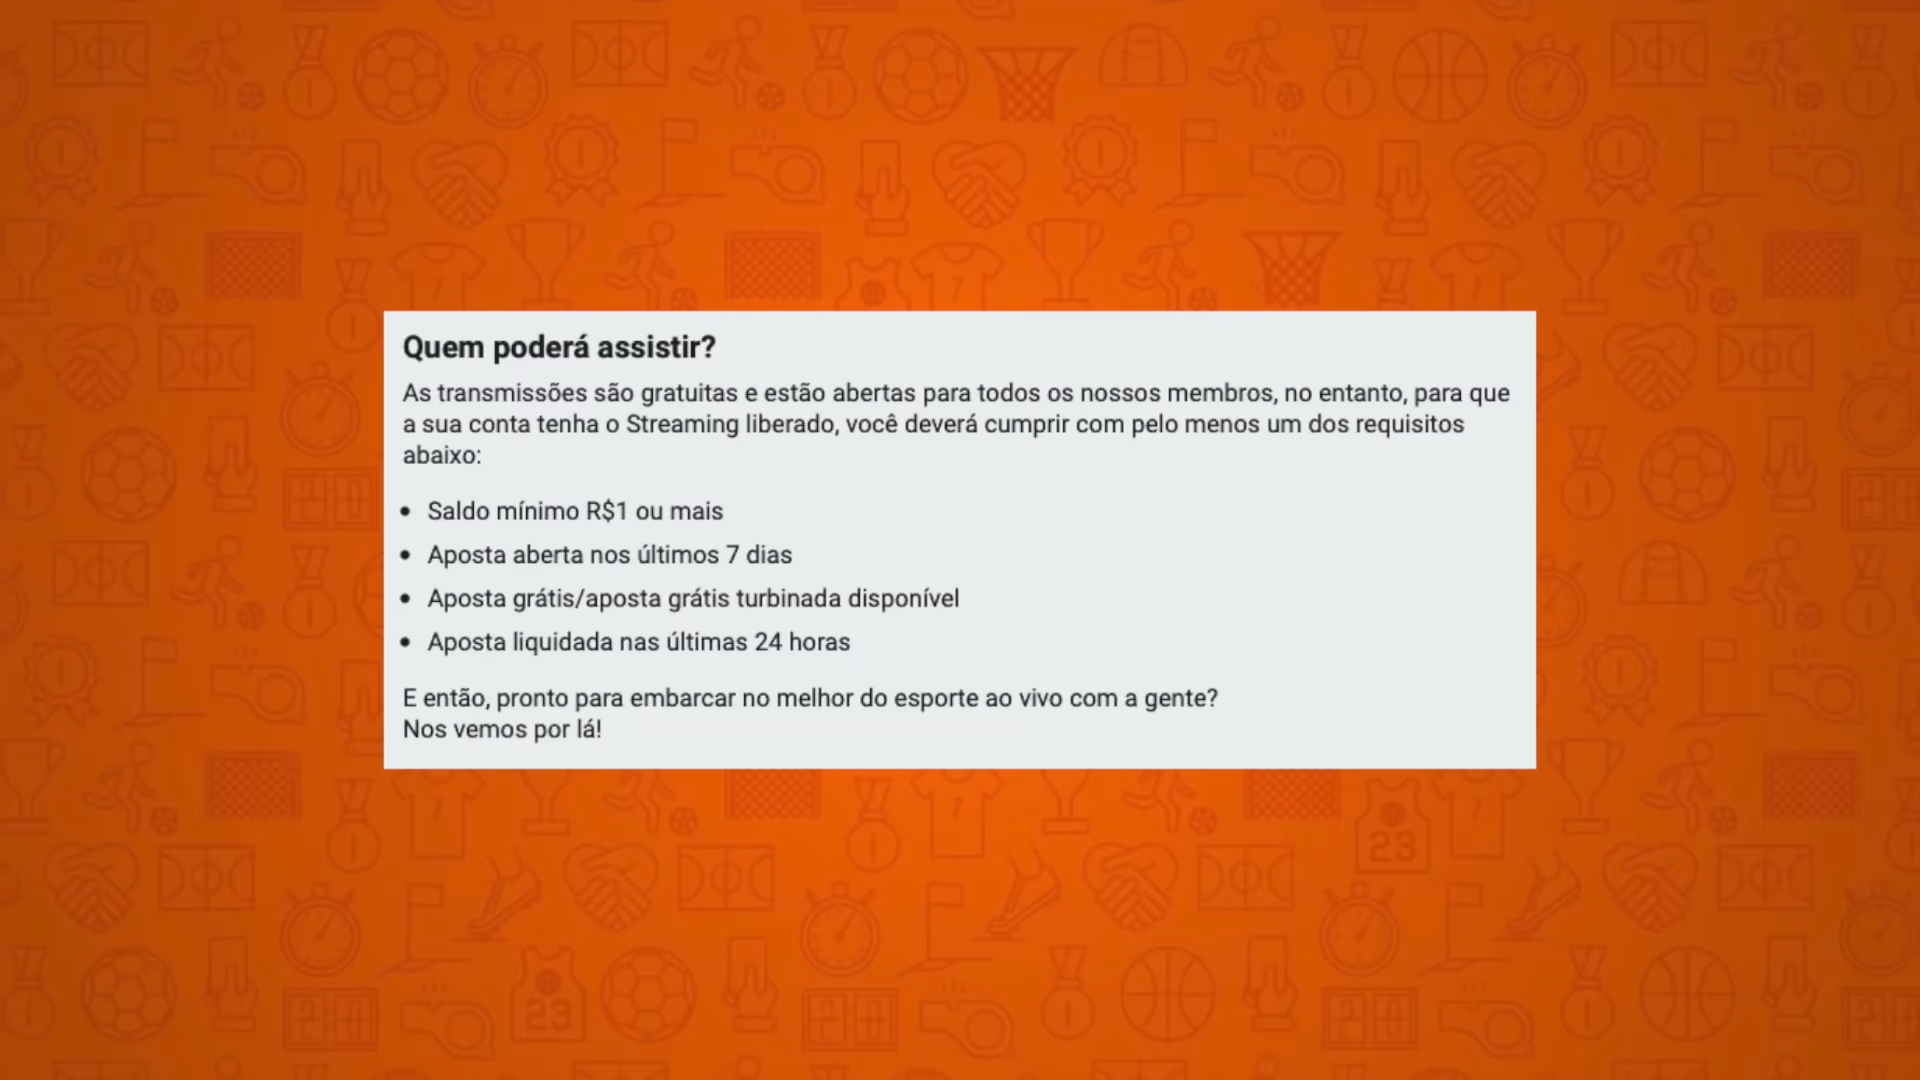 Quem poderá assistir?
As transmissões são gratuitas e estão abertas para todos os nossos membros, no entanto, para que
a sua conta tenha o Streaming liberado, você deverá cumprir com pelo menos um dos requisitos
abaixo:
• Saldo mínimo R$1 ou mais
• Aposta aberta nos últimos 7 dias
• Aposta grátis/aposta grátis turbinada disponível
• Aposta liquidada nas últimas 24 horas
E então, pronto para embarcar no melhor do esporte ao vivo com a gente?
Nos vemos por lá!